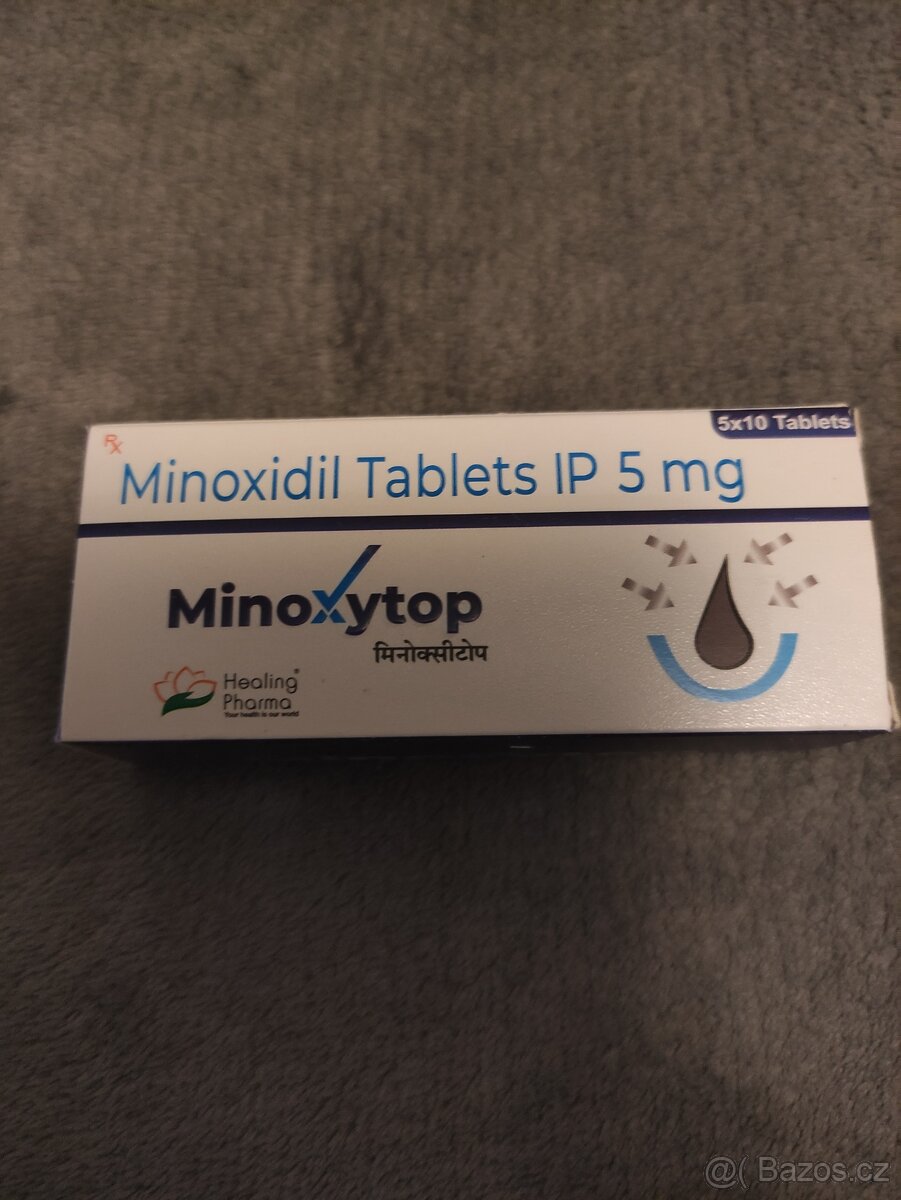 5x10 Tablets
Rx
Minoxidil Tablets IP 5 mg
Minoxytop
मिनोक्सीटोप
Healing
Pharma
Your health is our world
@( Bazos.cz